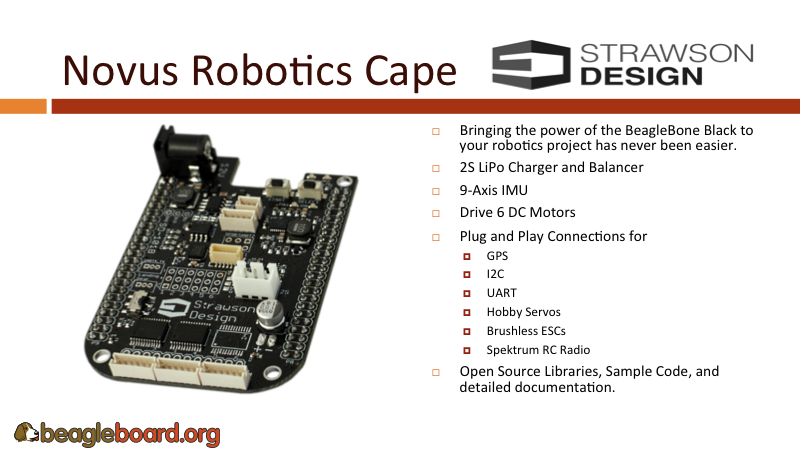 Novus Robotics Cape
STRAWSON
DESIGN
Bringing the power of the BeagleBone Black to
your robotics project has never been easier.
2S LiPo Charger and Balancer
9-Axis IMU
Drive 6 DC Motors
Plug and Play Connections for
GPS
I2C
UART
Hobby Servos
Brushless ESCs
Spektrum RC Radio
Open Source Libraries, Sample Code, and
detailed documentation.
Strawson
Design
beagleboard.org